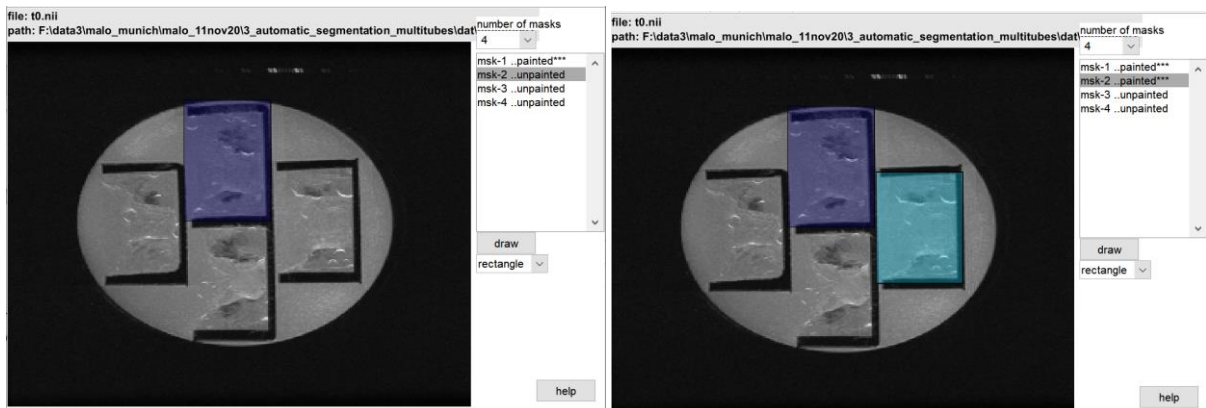 file: t0.nii
path: F:\data3\malo_munich\malo_11nov20\3_automatic_segmentation_multitubes\dat\
number of masks
4
msk-1 ..painted***
msk-2 ..unpainted
msk-3 ..unpainted
msk-4 ..unpainted
draw
rectangle
help
file: t0.nii
path: F:\data3\malo_munich\malo_11nov20\3_automatic_segmentation_multitubes\dat\
number of masks
4
msk-1 ..painted***
msk-2 ..painted***
msk-3 ..unpainted
msk-4 ..unpainted
draw
rectangle
help